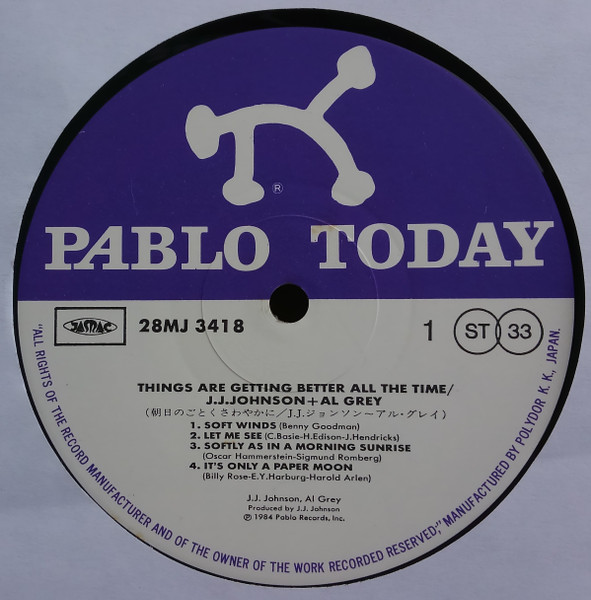 ®
PABLO TODAY
JASRAC
28MJ 3418
1
ST 33
THINGS ARE GETTING BETTER ALL THE TIME/
J.J.JOHNSON+AL GREY
(朝日のごとくさわやかに/J.J.ジョンソン~アル・グレイ)
1. SOFT WINDS (Benny Goodman)
2. LET ME SEE (C.Basie-H.Edison-J.Hendricks)
3. SOFTLY AS IN A MORNING SUNRISE
(Oscar Hammerstein-Sigmund Romberg)
4. IT'S ONLY A PAPER MOON
(Billy Rose-E.Y.Harburg-Harold Arlen)
J.J. Johnson, Al Grey
Produced by J.J. Johnson
℗ 1984 Pablo Records, Inc.
"ALL RIGHTS OF THE RECORD MANUFACTURER AND OF THE OWNER OF THE WORK RECORDED RESERVED," MANUFACTURED BY POLYDOR K. K., JAPAN.